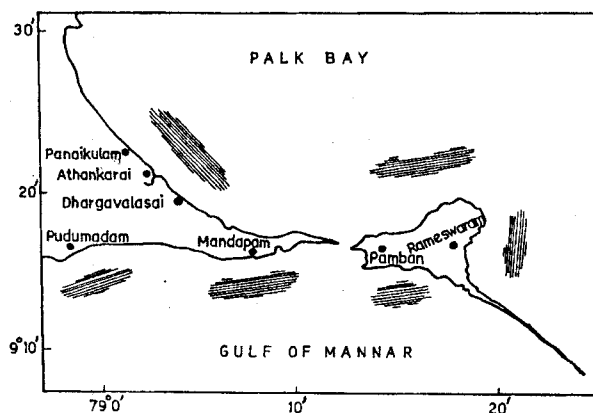 30'
PALK BAY
Panaikulam
Athankarai
20'
Dhargavalasai
Pudumadam
Mandapam
Pamban
Rameswaram
9°10'
GULF OF MANNAR
79°0'
10'
20'